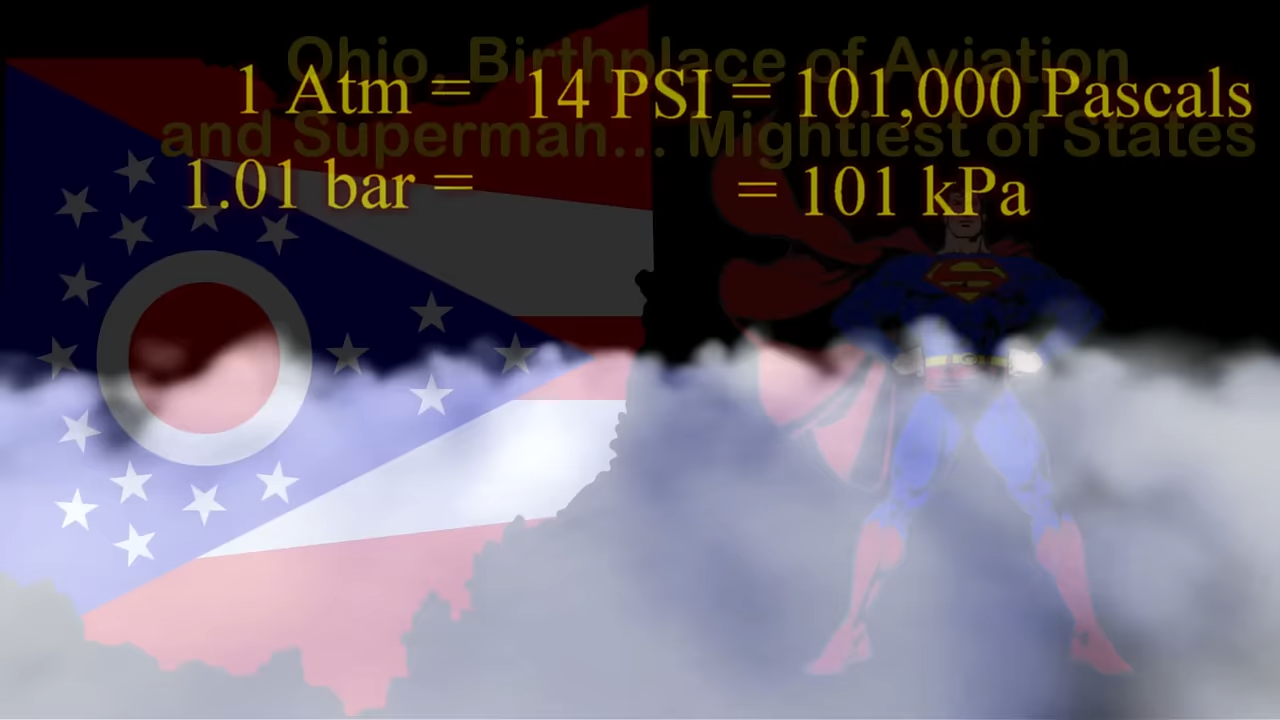 Ohio, Birthplace of Aviation
1 Atm = 14 PSI = 101,000 Pascals
and Superman... Mightiest of States
1.01 bar = = 101 kPa
S